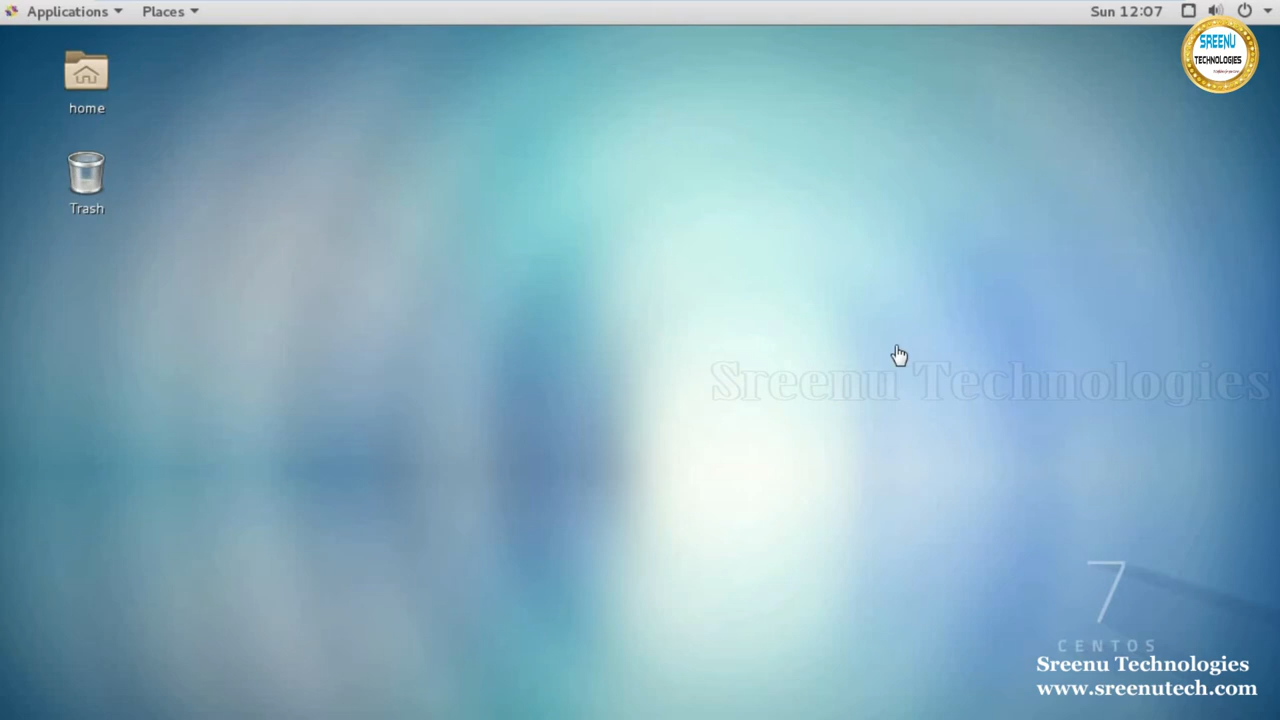 Applications Places Sun 12:07
SREENU
TECHNOLOGIES
home
Trash
Sreenu Technologies
7
CENTOS
Sreenu Technologies
www.sreenutech.com